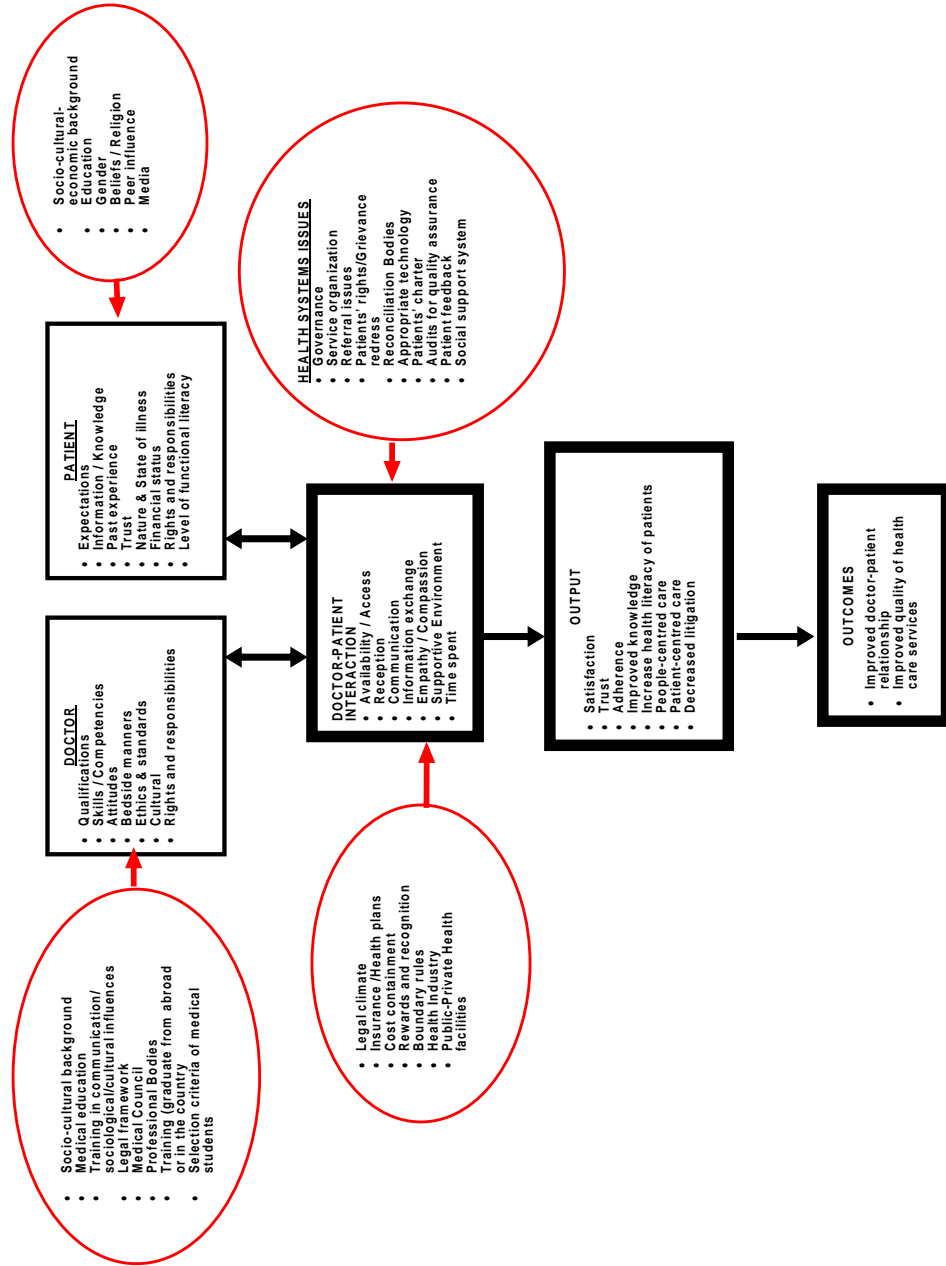 Socio-cultural background
Medical education
Training in communication/
sociological/cultural influences
Legal framework
Medical Council
Professional Bodies
Training (graduate from abroad
or in the country
Selection criteria of medical
students
DOCTOR
Qualifications
Skills / Competencies
Attitudes
Bedside manners
Ethics & standards
Cultural
Rights and responsibilities
PATIENT
Expectations
Information / Knowledge
Past experience
Trust
Nature & State of illness
Financial status
Rights and responsibilities
Level of functional literacy
Socio-cultural-
economic background
Education
Gender
Beliefs / Religion
Peer influence
Media
Legal climate
Insurance /Health plans
Cost containment
Rewards and recognition
Boundary rules
Health Industry
Public-Private Health
facilities
DOCTOR-PATIENT
INTERACTION
Availability / Access
Reception
Communication
Information exchange
Empathy / Compassion
Supportive Environment
Time spent
HEALTH SYSTEMS ISSUES
Governance
Service organization
Referral issues
Patients' rights/Grievance
redress
Reconciliation Bodies
Appropriate technology
Patients' charter
Audits for quality assurance
Patient feedback
Social support system
OUTPUT
Satisfaction
Trust
Adherence
Improved knowledge
Increase health literacy of patients
People-centred care
Patient-centred care
Decreased litigation
OUTCOMES
Improved doctor-patient
relationship
Improved quality of health
care services